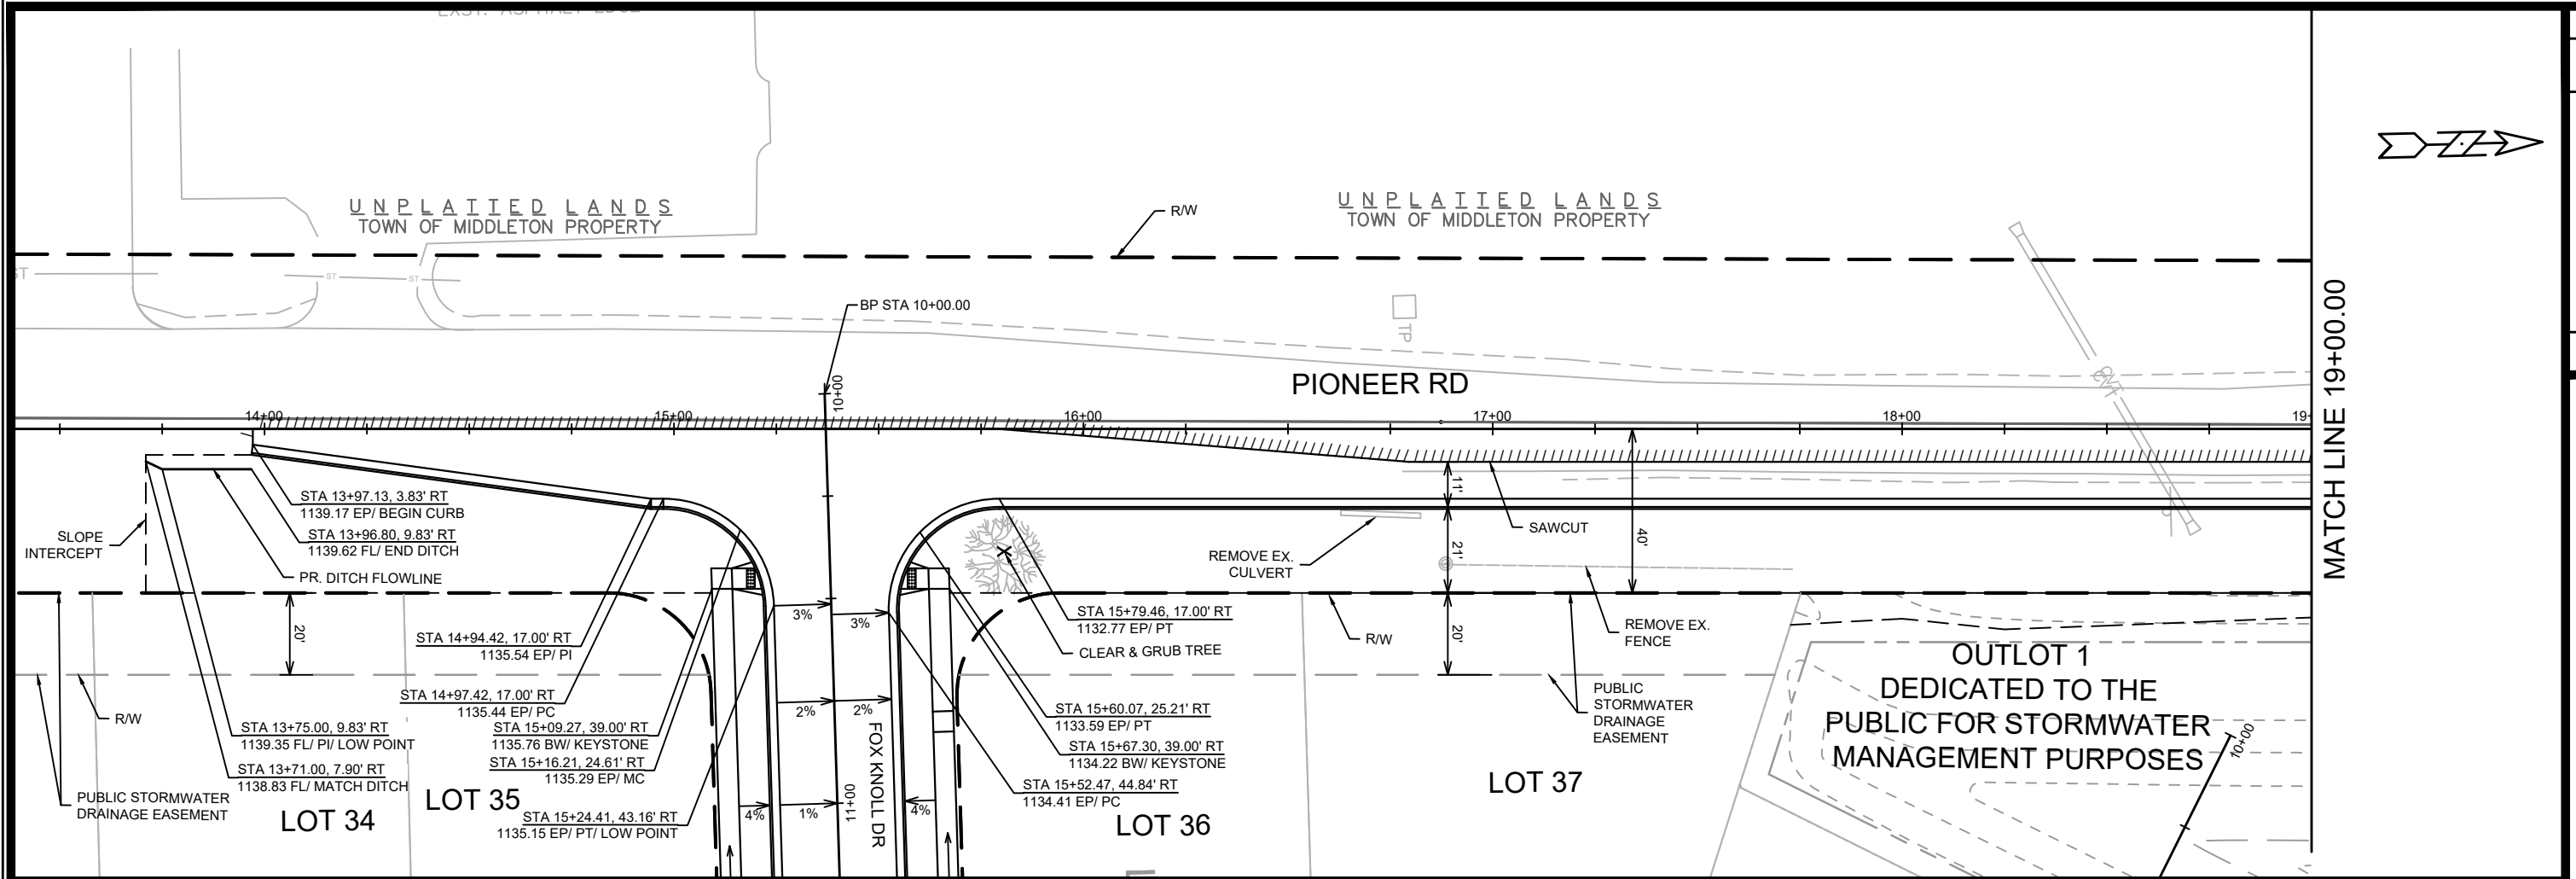 EXST. ASPHALT EDGE
UNPLATTED LANDS
TOWN OF MIDDLETON PROPERTY
UNPLATTED LANDS
TOWN OF MIDDLETON PROPERTY
R/W
ST
ST
ST
BP STA 10+00.00
TP
CVT
CVT
PIONEER RD
10+00
14+00
15+00
16+00
17+00
18+00
19+
MATCH LINE 19+00.00
Z
STA 13+97.13, 3.83' RT
1139.17 EP/ BEGIN CURB
STA 13+96.80, 9.83' RT
1139.62 FL/ END DITCH
PR. DITCH FLOWLINE
SLOPE
INTERCEPT
11'
21'
40'
20'
20'
SAWCUT
REMOVE EX.
CULVERT
REMOVE EX.
FENCE
STA 14+94.42, 17.00' RT
1135.54 EP/ PI
STA 14+97.42, 17.00' RT
1135.44 EP/ PC
STA 15+09.27, 39.00' RT
1135.76 BW/ KEYSTONE
STA 15+16.21, 24.61' RT
1135.29 EP/ MC
STA 15+24.41, 43.16' RT
1135.15 EP/ PT/ LOW POINT
STA 13+75.00, 9.83' RT
1139.35 FL/ PI/ LOW POINT
STA 13+71.00, 7.90' RT
1138.83 FL/ MATCH DITCH
R/W
PUBLIC STORMWATER
DRAINAGE EASEMENT
LOT 34
LOT 35
3%
3%
2%
2%
4%
1%
4%
11+00
FOX KNOLL DR
STA 15+79.46, 17.00' RT
1132.77 EP/ PT
CLEAR & GRUB TREE
STA 15+60.07, 25.21' RT
1133.59 EP/ PT
STA 15+67.30, 39.00' RT
1134.22 BW/ KEYSTONE
STA 15+52.47, 44.84' RT
1134.41 EP/ PC
LOT 36
R/W
PUBLIC
STORMWATER
DRAINAGE
EASEMENT
LOT 37
OUTLOT 1
DEDICATED TO THE
PUBLIC FOR STORMWATER
MANAGEMENT PURPOSES
10+00